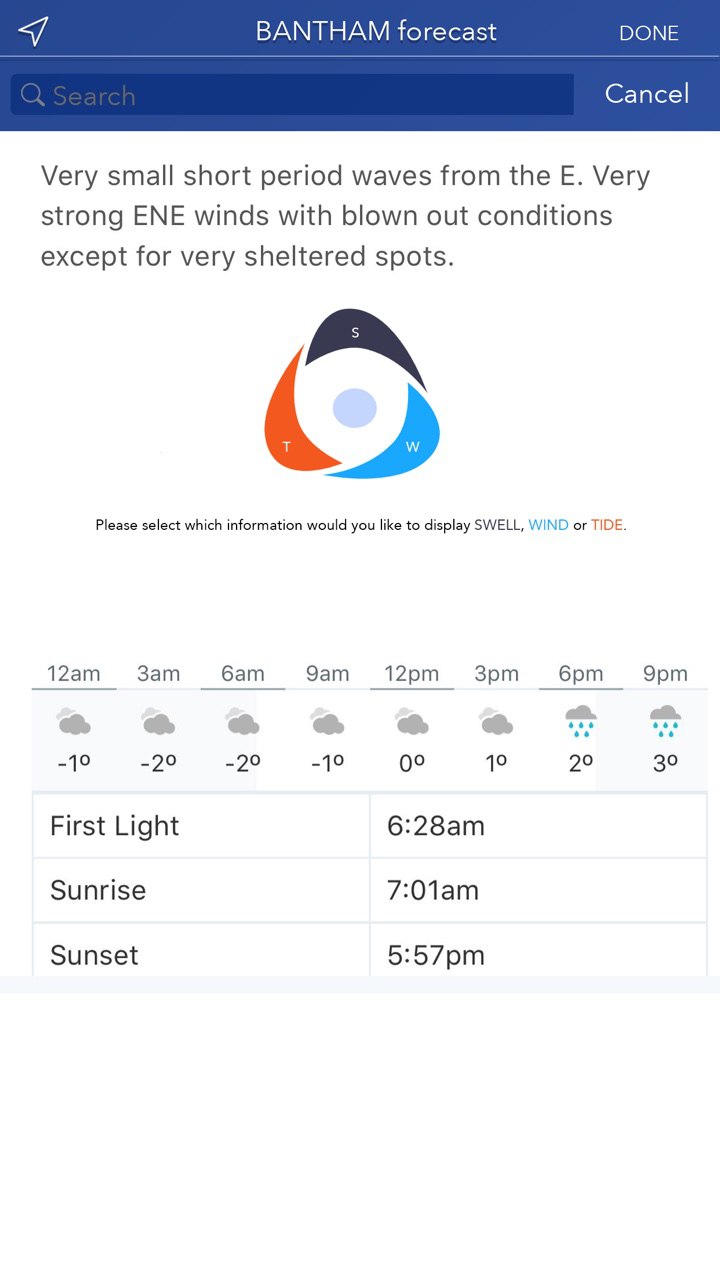 BANTHAM forecast DONE
Search Cancel
Very small short period waves from the E. Very
strong ENE winds with blown out conditions
except for very sheltered spots.
S
T W
Please select which information would you like to display SWELL, WIND or TIDE.
12am 3am 6am 9am 12pm 3pm 6pm 9pm
-1º -2º -2º -1º 0º 1º 2º 3º
First Light 6:28am
Sunrise 7:01am
Sunset 5:57pm